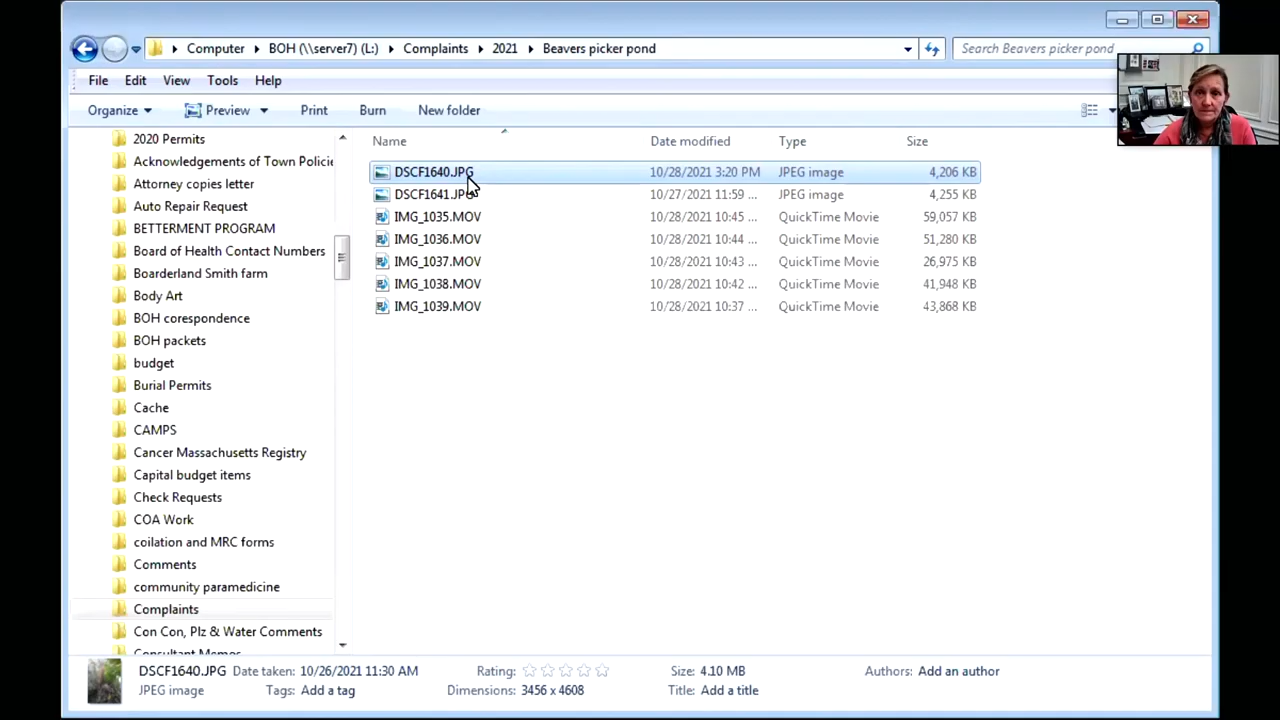 Computer BOH (\\server7) (L:) Complaints 2021 Beavers picker pond Search Beavers picker pond
File Edit View Tools Help
Organize Preview Print Burn New folder
Name Date modified Type Size
2020 Permits
Acknowledgements of Town Policie
Attorney copies letter
Auto Repair Request
BETTERMENT PROGRAM
Board of Health Contact Numbers
Boarderland Smith farm
Body Art
BOH corespondence
BOH packets
budget
Burial Permits
Cache
CAMPS
Cancer Massachusetts Registry
Capital budget items
Check Requests
COA Work
coilation and MRC forms
Comments
community paramedicine
Complaints
Con Con, Plz & Water Comments
Consultant Memos
DSCF1640.JPG 10/28/2021 3:20 PM JPEG image 4,206 KB
DSCF1641.JPG 10/27/2021 11:59 ... JPEG image 4,255 KB
IMG_1035.MOV 10/28/2021 10:45 ... QuickTime Movie 59,057 KB
IMG_1036.MOV 10/28/2021 10:44 ... QuickTime Movie 51,280 KB
IMG_1037.MOV 10/28/2021 10:43 ... QuickTime Movie 26,975 KB
IMG_1038.MOV 10/28/2021 10:42 ... QuickTime Movie 41,948 KB
IMG_1039.MOV 10/28/2021 10:37 ... QuickTime Movie 43,868 KB
DSCF1640.JPG Date taken: 10/26/2021 11:30 AM Rating: Size: 4.10 MB Authors: Add an author
JPEG image Tags: Add a tag Dimensions: 3456 x 4608 Title: Add a title